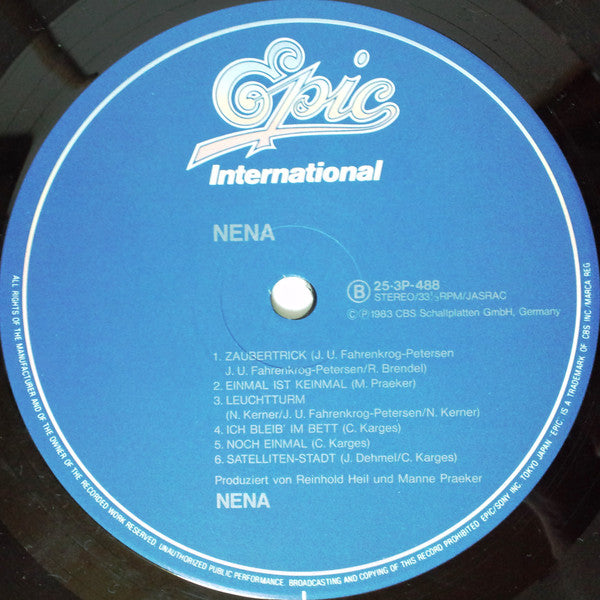 Epic
International
NENA
B 25-3P-488
STEREO/33⅓RPM/JASRAC
ⒸⓅ1983 CBS Schallplatten GmbH, Germany
1. ZAUBERTRICK (J. U. Fahrenkrog-Petersen
J. U. Fahrenkrog-Petersen/R. Brendel)
2. EINMAL IST KEINMAL (M. Praeker)
3. LEUCHTTURM
(N. Kerner/J. U. Fahrenkrog-Petersen/N. Kerner)
4. ICH BLEIB' IM BETT (C. Karges)
5. NOCH EINMAL (C. Karges)
6. SATELLITEN-STADT (J. Dehmel/C. Karges)
Produziert von Reinhold Heil und Manne Praeker
NENA
ALL RIGHTS OF THE MANUFACTURER AND OF THE OWNER OF THE RECORDED WORK RESERVED. UNAUTHORIZED PUBLIC PERFORMANCE. BROADCASTING AND COPYING OF THIS RECORD PROHIBITED EPIC/SONY INC. TOKYO JAPAN "EPIC" IS A TRADEMARK OF CBS INC./MARCA REG.